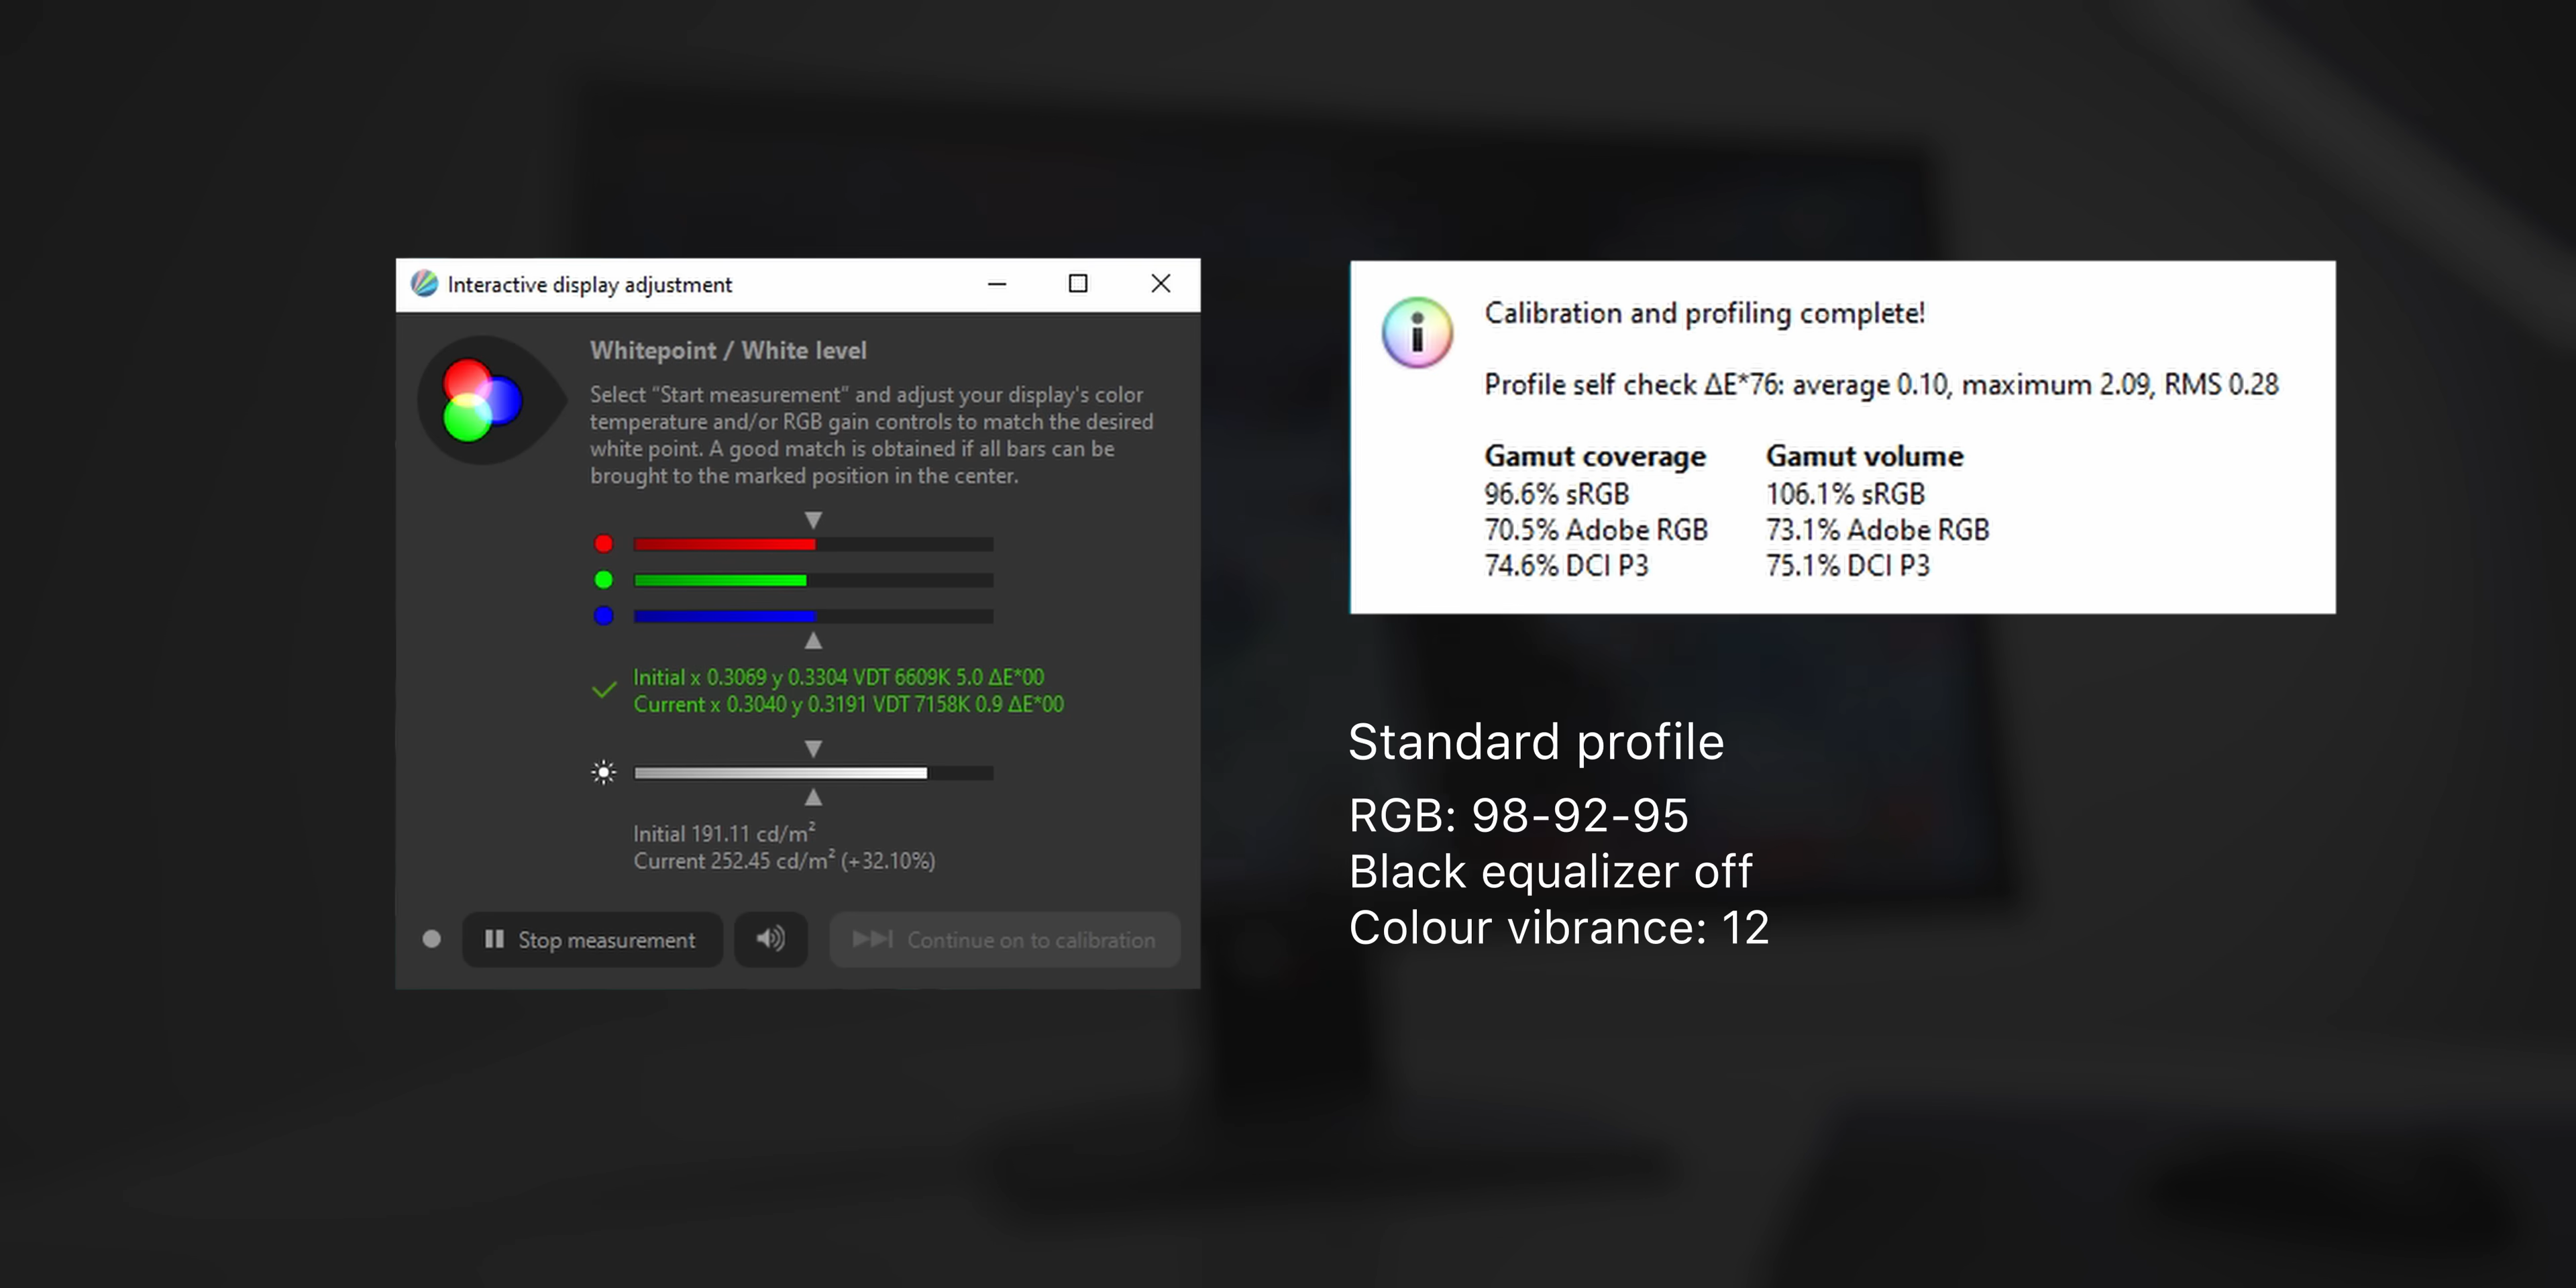 Interactive display adjustment
Whitepoint / White level
Select “Start measurement” and adjust your display's color
temperature and/or RGB gain controls to match the desired
white point. A good match is obtained if all bars can be
brought to the marked position in the center.
Initial x 0.3069 y 0.3304 VDT 6609K 5.0 ΔE*00
Current x 0.3040 y 0.3191 VDT 7158K 0.9 ΔE*00
Initial 191.11 cd/m²
Current 252.45 cd/m² (+32.10%)
Stop measurement
Continue on to calibration
Calibration and profiling complete!
Profile self check ΔE*76: average 0.10, maximum 2.09, RMS 0.28
Gamut coverage Gamut volume
96.6% sRGB 106.1% sRGB
70.5% Adobe RGB 73.1% Adobe RGB
74.6% DCI P3 75.1% DCI P3
Standard profile
RGB: 98-92-95
Black equalizer off
Colour vibrance: 12